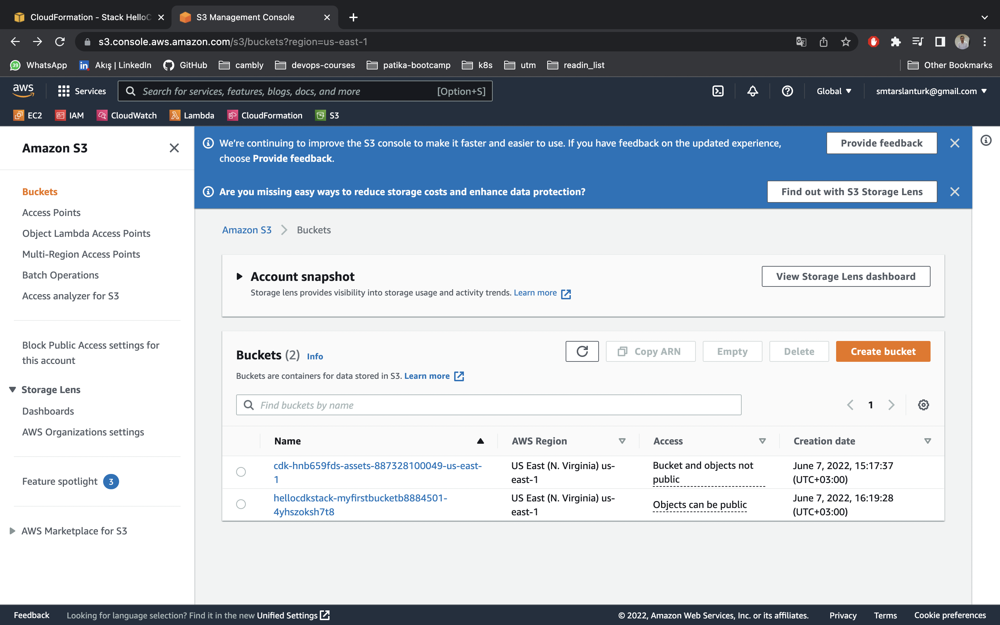 CloudFormation - Stack HelloC
S3 Management Console
s3.console.aws.amazon.com/s3/buckets?region=us-east-1
39 WhatsApp
in Akış | LinkedIn
GitHub
cambly
devops-courses
patika-bootcamp
k8s
utm
readin_list
Other Bookmarks
aws
Services
Search for services, features, blogs, docs, and more [Option+S]
Global
smtarslanturk@gmail.com
EC2
IAM
CloudWatch
Lambda
CloudFormation
S3
Amazon S3
Buckets
Access Points
Object Lambda Access Points
Multi-Region Access Points
Batch Operations
Access analyzer for S3
Block Public Access settings for
this account
Storage Lens
Dashboards
AWS Organizations settings
Feature spotlight 3
AWS Marketplace for S3
We're continuing to improve the S3 console to make it faster and easier to use. If you have feedback on the updated experience,
choose Provide feedback.
Provide feedback
Are you missing easy ways to reduce storage costs and enhance data protection?
Find out with S3 Storage Lens
Amazon S3 > Buckets
Account snapshot
Storage lens provides visibility into storage usage and activity trends. Learn more
View Storage Lens dashboard
Buckets (2) Info
Copy ARN
Empty
Delete
Create bucket
Buckets are containers for data stored in S3. Learn more
Find buckets by name
1
Name
AWS Region
Access
Creation date
cdk-hnb659fds-assets-887328100049-us-east-
1
US East (N. Virginia) us-
east-1
Bucket and objects not
public
June 7, 2022, 15:17:37
(UTC+03:00)
hellocdkstack-myfirstbucketb8884501-
4yhszoksh7t8
US East (N. Virginia) us-
east-1
Objects can be public
June 7, 2022, 16:19:28
(UTC+03:00)
Feedback
Looking for language selection? Find it in the new Unified Settings
© 2022, Amazon Web Services, Inc. or its affiliates.
Privacy
Terms
Cookie preferences